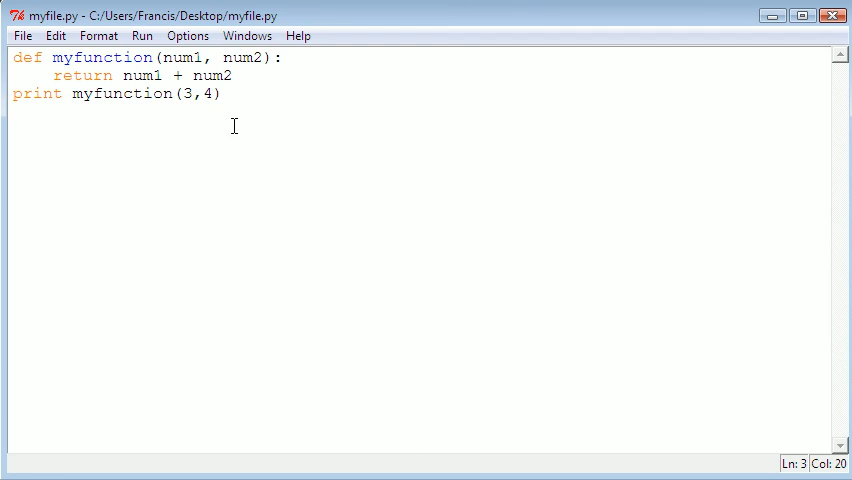 myfile.py - C:/Users/Francis/Desktop/myfile.py
File Edit Format Run Options Windows Help
def myfunction(num1, num2):
    return num1 + num2
print myfunction(3,4)
Ln: 3 Col: 20